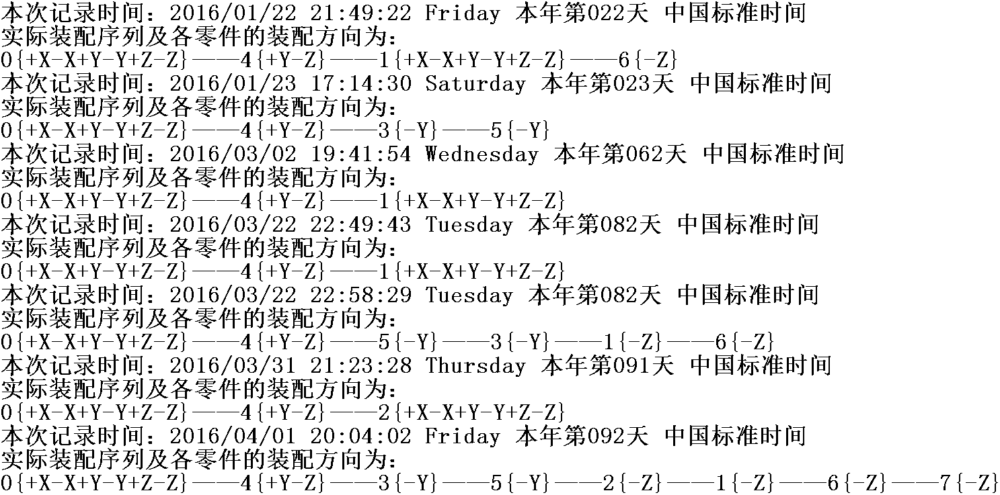 本次记录时间：2016/01/22 21:49:22 Friday 本年第022天 中国标准时间
实际装配序列及各零件的装配方向为：
0{+X-X+Y-Y+Z-Z}——4{+Y-Z}——1{+X-X+Y-Y+Z-Z}——6{-Z}
本次记录时间：2016/01/23 17:14:30 Saturday 本年第023天 中国标准时间
实际装配序列及各零件的装配方向为：
0{+X-X+Y-Y+Z-Z}——4{+Y-Z}——3{-Y}——5{-Y}
本次记录时间：2016/03/02 19:41:54 Wednesday 本年第062天 中国标准时间
实际装配序列及各零件的装配方向为：
0{+X-X+Y-Y+Z-Z}——4{+Y-Z}——1{+X-X+Y-Y+Z-Z}
本次记录时间：2016/03/22 22:49:43 Tuesday 本年第082天 中国标准时间
实际装配序列及各零件的装配方向为：
0{+X-X+Y-Y+Z-Z}——4{+Y-Z}——1{+X-X+Y-Y+Z-Z}
本次记录时间：2016/03/22 22:58:29 Tuesday 本年第082天 中国标准时间
实际装配序列及各零件的装配方向为：
0{+X-X+Y-Y+Z-Z}——4{+Y-Z}——5{-Y}——3{-Y}——1{-Z}——6{-Z}
本次记录时间：2016/03/31 21:23:28 Thursday 本年第091天 中国标准时间
实际装配序列及各零件的装配方向为：
0{+X-X+Y-Y+Z-Z}——4{+Y-Z}——2{+X-X+Y-Y+Z-Z}
本次记录时间：2016/04/01 20:04:02 Friday 本年第092天 中国标准时间
实际装配序列及各零件的装配方向为：
0{+X-X+Y-Y+Z-Z}——4{+Y-Z}——3{-Y}——5{-Y}——2{-Z}——1{-Z}——6{-Z}——7{-Z}